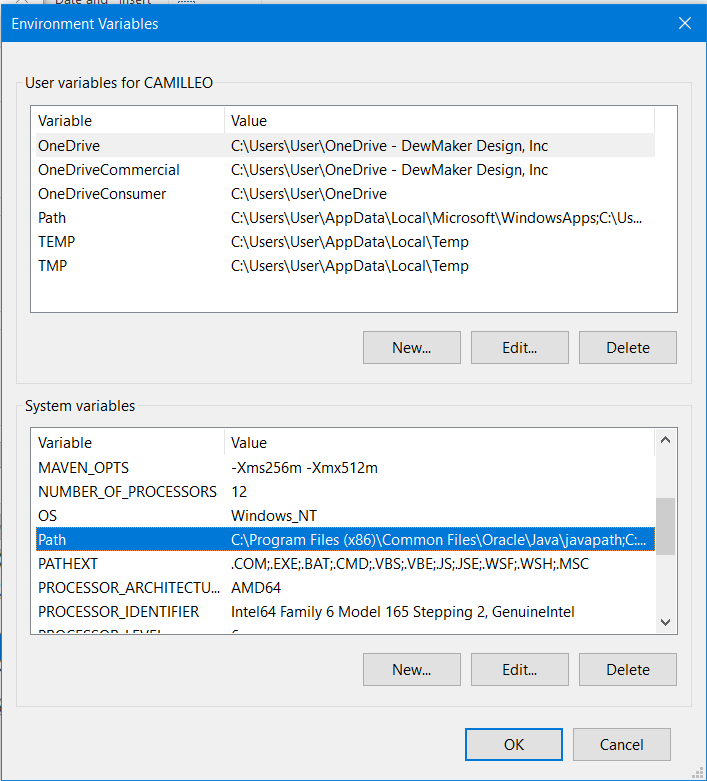 Date and Insert
Environment Variables
User variables for CAMILLEO
Variable Value
OneDrive C:\Users\User\OneDrive - DewMaker Design, Inc
OneDriveCommercial C:\Users\User\OneDrive - DewMaker Design, Inc
OneDriveConsumer C:\Users\User\OneDrive
Path C:\Users\User\AppData\Local\Microsoft\WindowsApps;C:\Us...
TEMP C:\Users\User\AppData\Local\Temp
TMP C:\Users\User\AppData\Local\Temp
New... Edit... Delete
System variables
Variable Value
MAVEN_OPTS -Xms256m -Xmx512m
NUMBER_OF_PROCESSORS 12
OS Windows_NT
Path C:\Program Files (x86)\Common Files\Oracle\Java\javapath;C:...
PATHEXT .COM;.EXE;.BAT;.CMD;.VBS;.VBE;.JS;.JSE;.WSF;.WSH;.MSC
PROCESSOR_ARCHITECTU... AMD64
PROCESSOR_IDENTIFIER Intel64 Family 6 Model 165 Stepping 2, GenuineIntel
PROCESSOR_LEVEL 6
New... Edit... Delete
OK Cancel